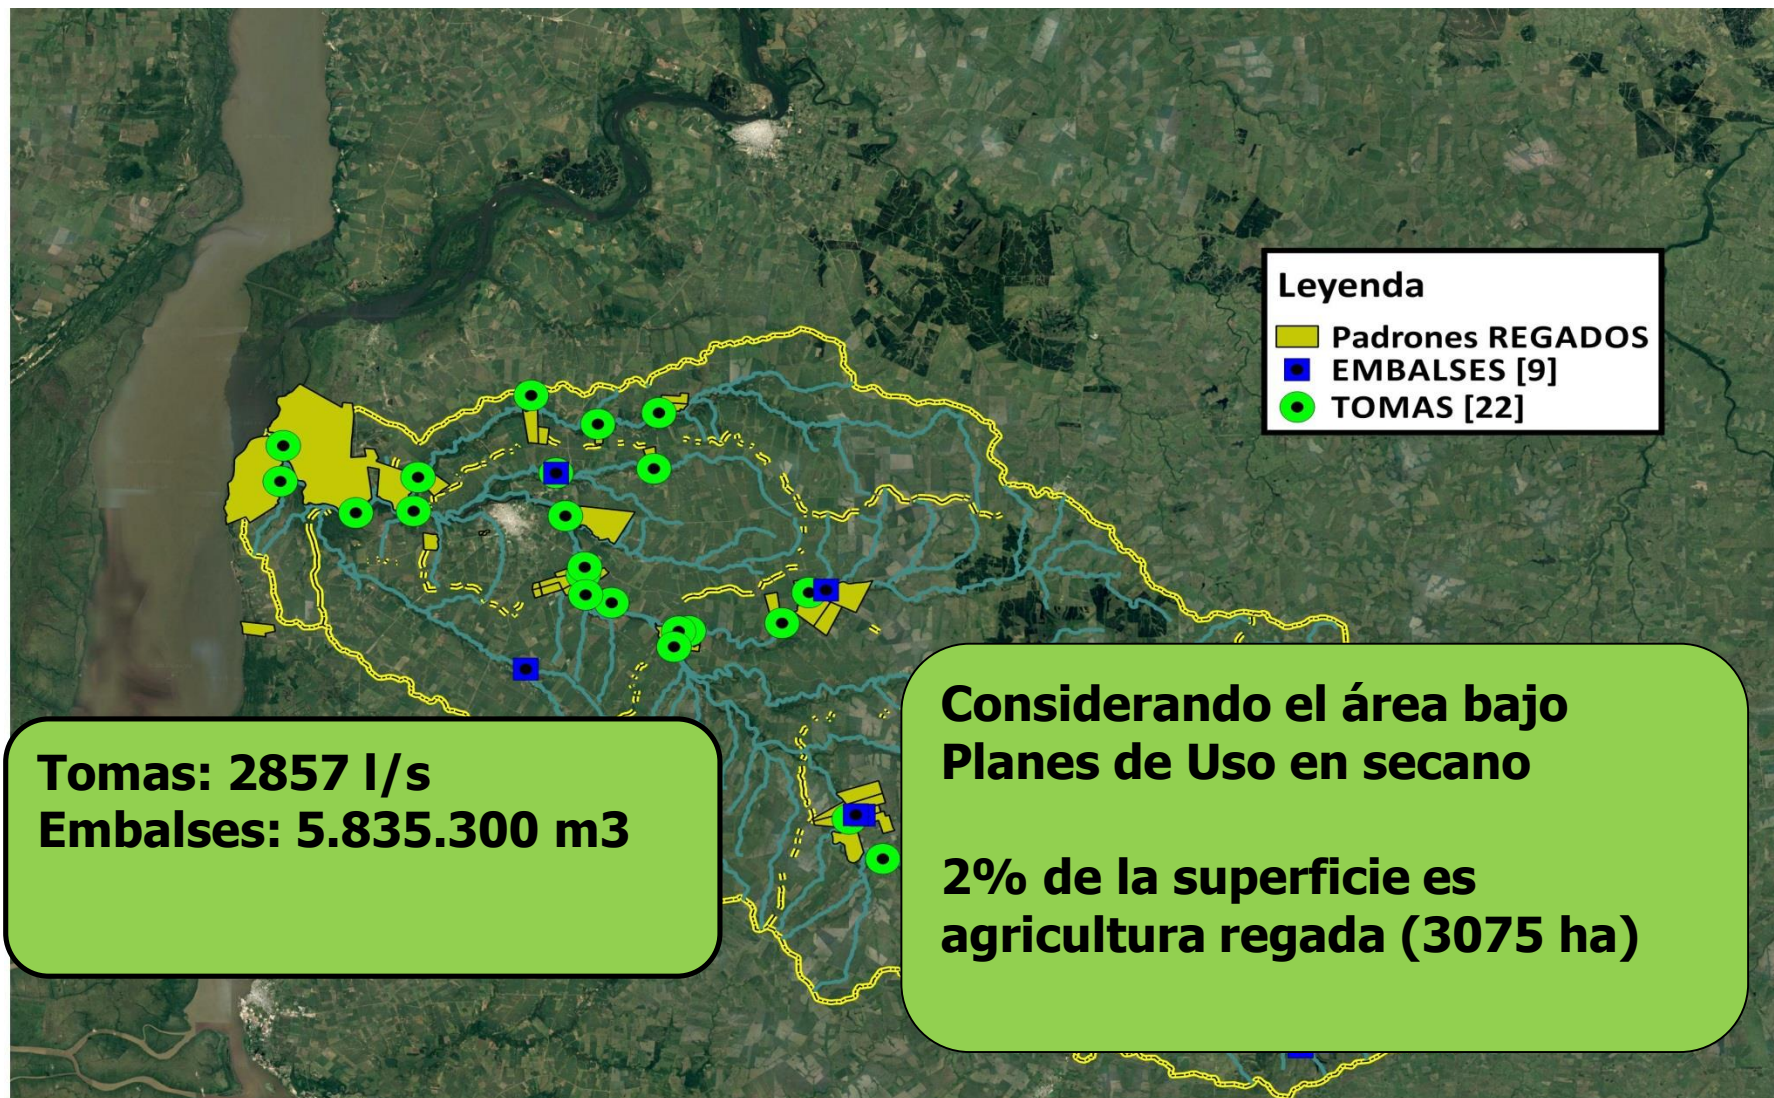 Leyenda
Padrones REGADOS
EMBALSES [9]
TOMAS [22]
Tomas: 2857 l/s
Embalses: 5.835.300 m3
Considerando el área bajo
Planes de Uso en secano
2% de la superficie es
agricultura regada (3075 ha)